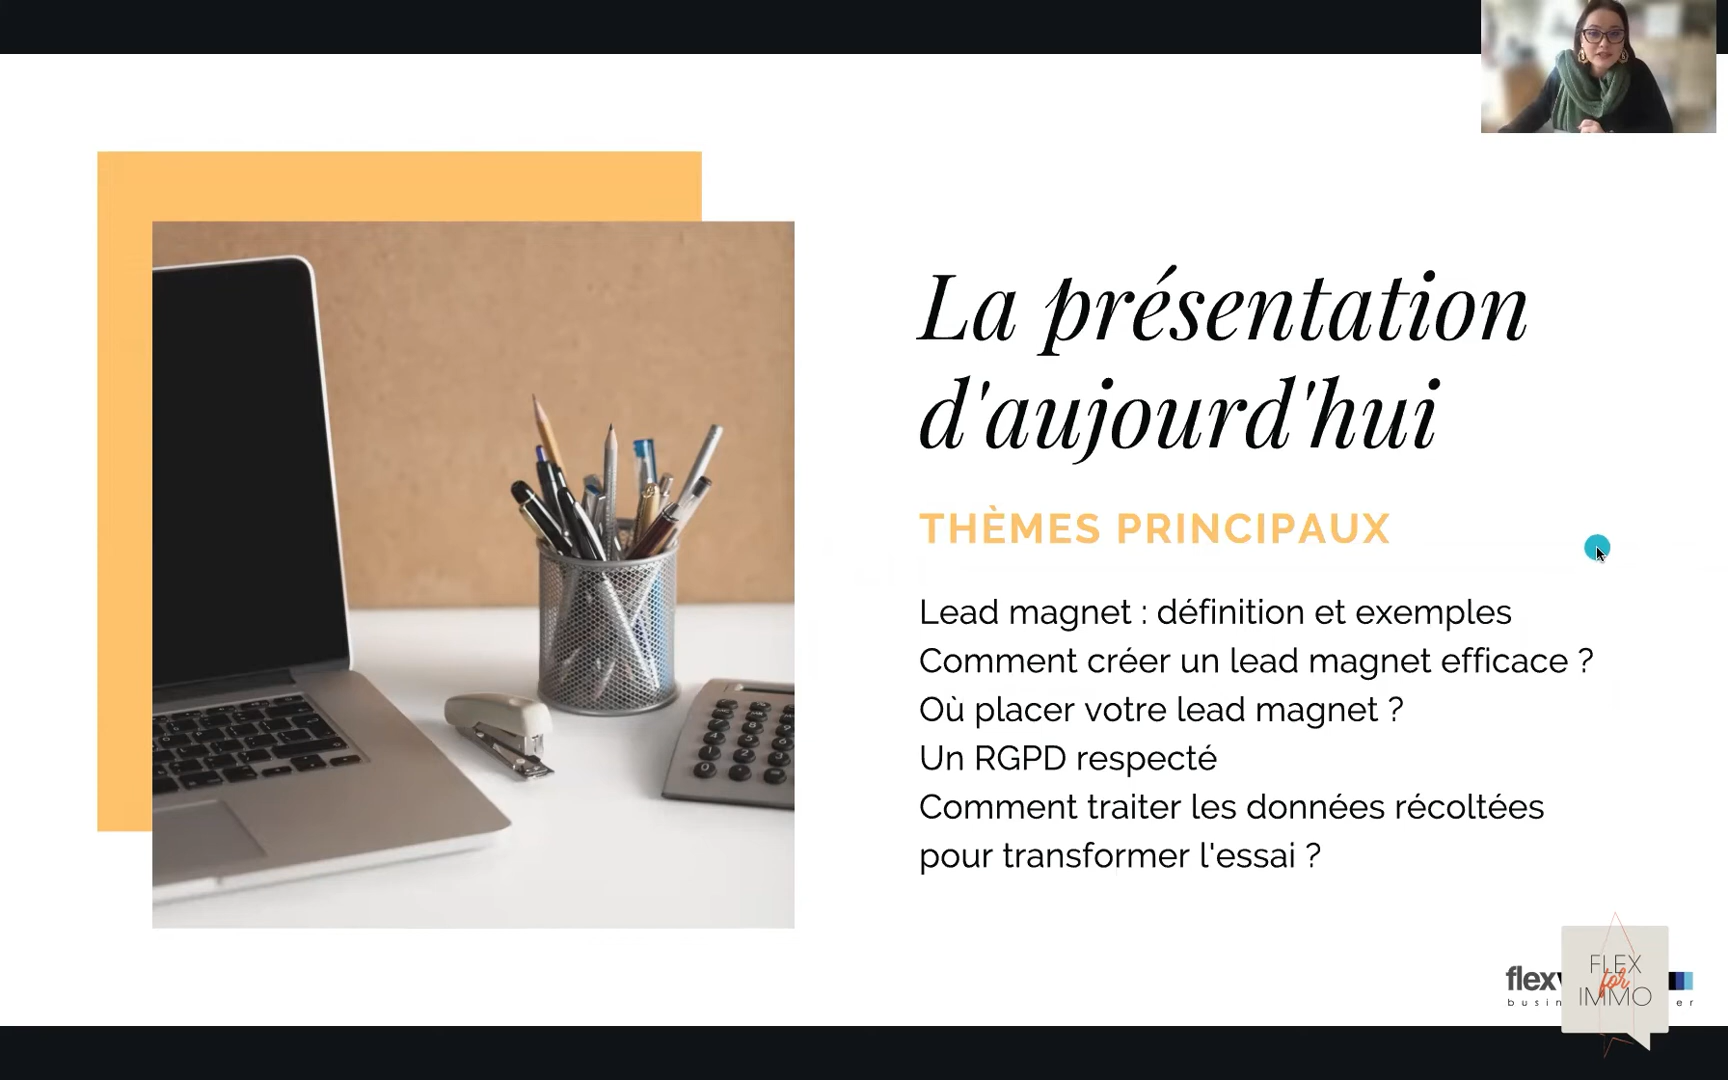 La présentation
d'aujourd'hui
THÈMES PRINCIPAUX
Lead magnet : définition et exemples
Comment créer un lead magnet efficace ?
Où placer votre lead magnet ?
Un RGPD respecté
Comment traiter les données récoltées
pour transformer l'essai ?
FLEX
for
IMMO